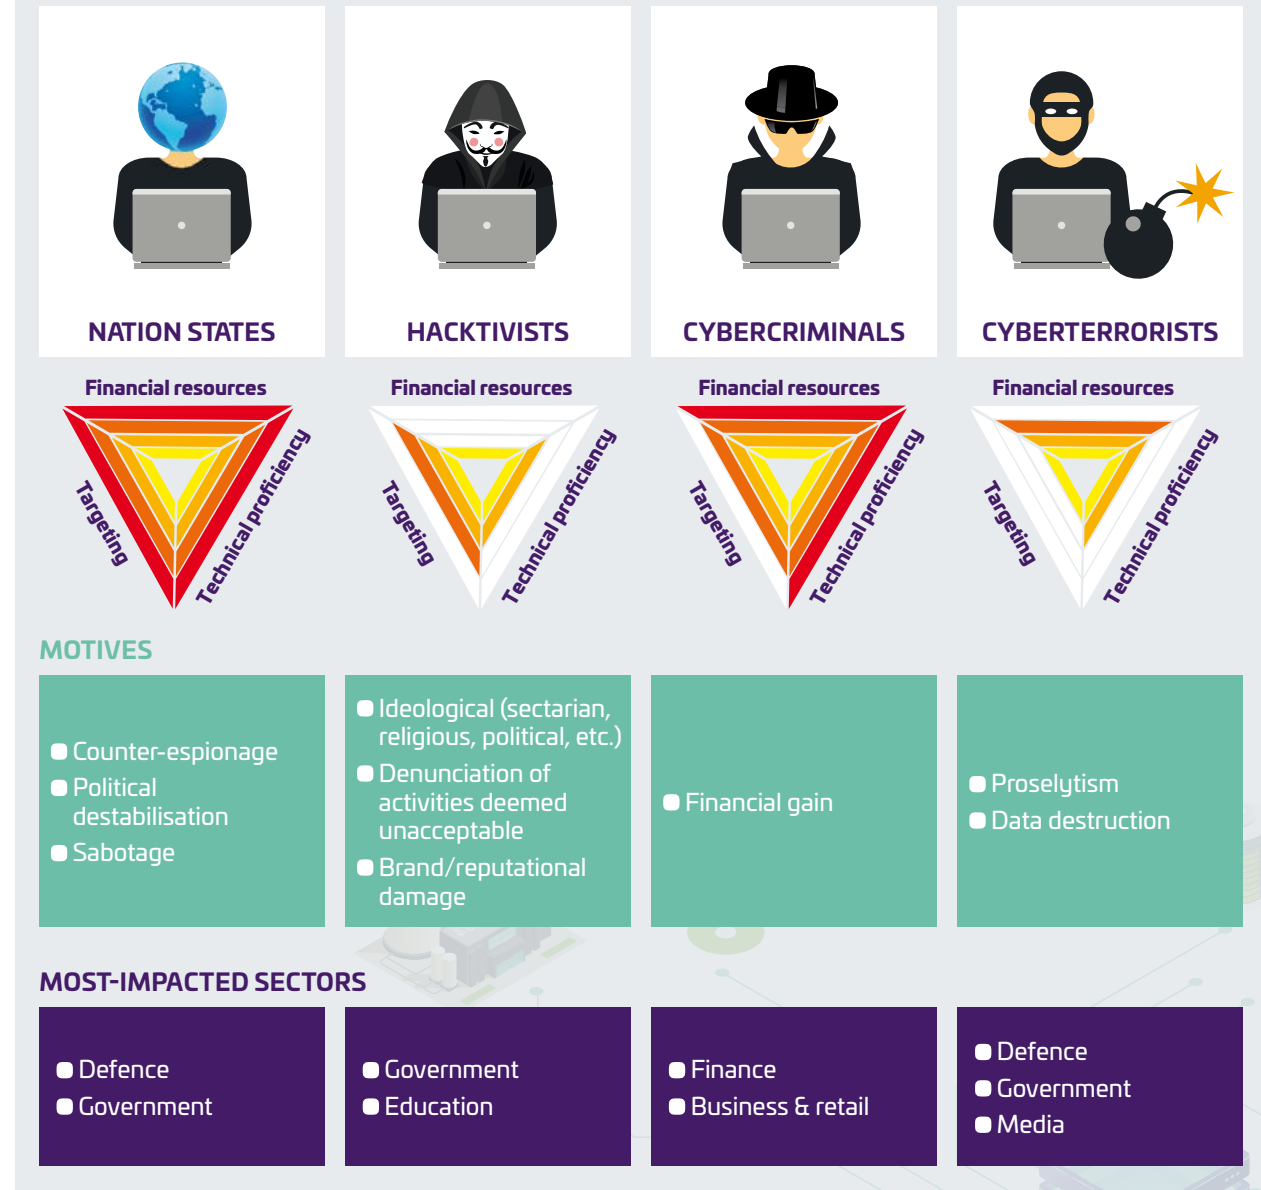 NATION STATES
HACKTIVISTS
CYBERCRIMINALS
CYBERTERRORISTS
Financial resources
Targeting
Technical proficiency
Financial resources
Targeting
Technical proficiency
Financial resources
Targeting
Technical proficiency
Financial resources
Targeting
Technical proficiency
MOTIVES
Counter-espionage
Political
destabilisation
Sabotage
Ideological (sectarian,
religious, political, etc.)
Denunciation of
activities deemed
unacceptable
Brand/reputational
damage
Financial gain
Proselytism
Data destruction
MOST-IMPACTED SECTORS
Defence
Government
Government
Education
Finance
Business & retail
Defence
Government
Media